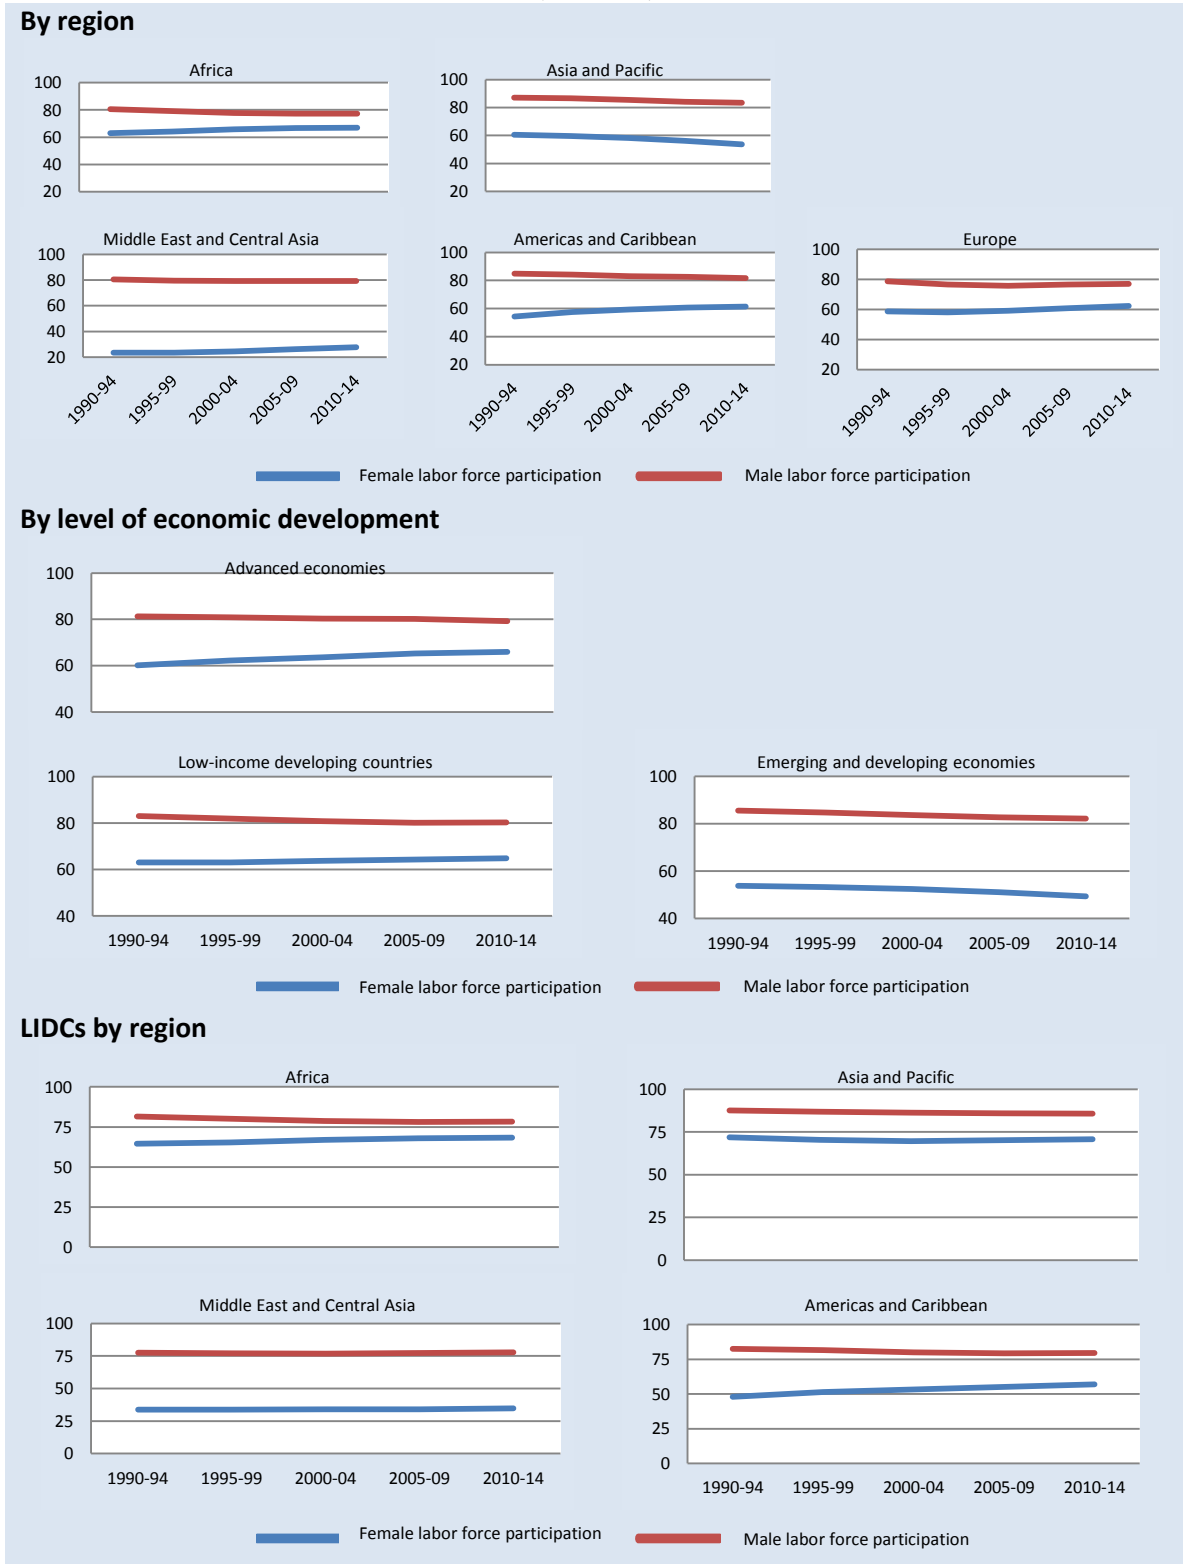 By region
Africa
100
80
60
40
20
Asia and Pacific
100
80
60
40
20
Middle East and Central Asia
100
80
60
40
20
1990-94
1995-99
2000-04
2005-09
2010-14
Americas and Caribbean
100
80
60
40
20
1990-94
1995-99
2000-04
2005-09
2010-14
Europe
100
80
60
40
20
1990-94
1995-99
2000-04
2005-09
2010-14
Female labor force participation
Male labor force participation
By level of economic development
Advanced economies
100
80
60
40
Low-income developing countries
100
80
60
40
1990-94 1995-99 2000-04 2005-09 2010-14
Emerging and developing economies
100
80
60
40
1990-94 1995-99 2000-04 2005-09 2010-14
Female labor force participation
Male labor force participation
LIDCs by region
Africa
100
75
50
25
0
Asia and Pacific
100
75
50
25
0
Middle East and Central Asia
100
75
50
25
0
1990-94 1995-99 2000-04 2005-09 2010-14
Americas and Caribbean
100
75
50
25
0
1990-94 1995-99 2000-04 2005-09 2010-14
Female labor force participation
Male labor force participation